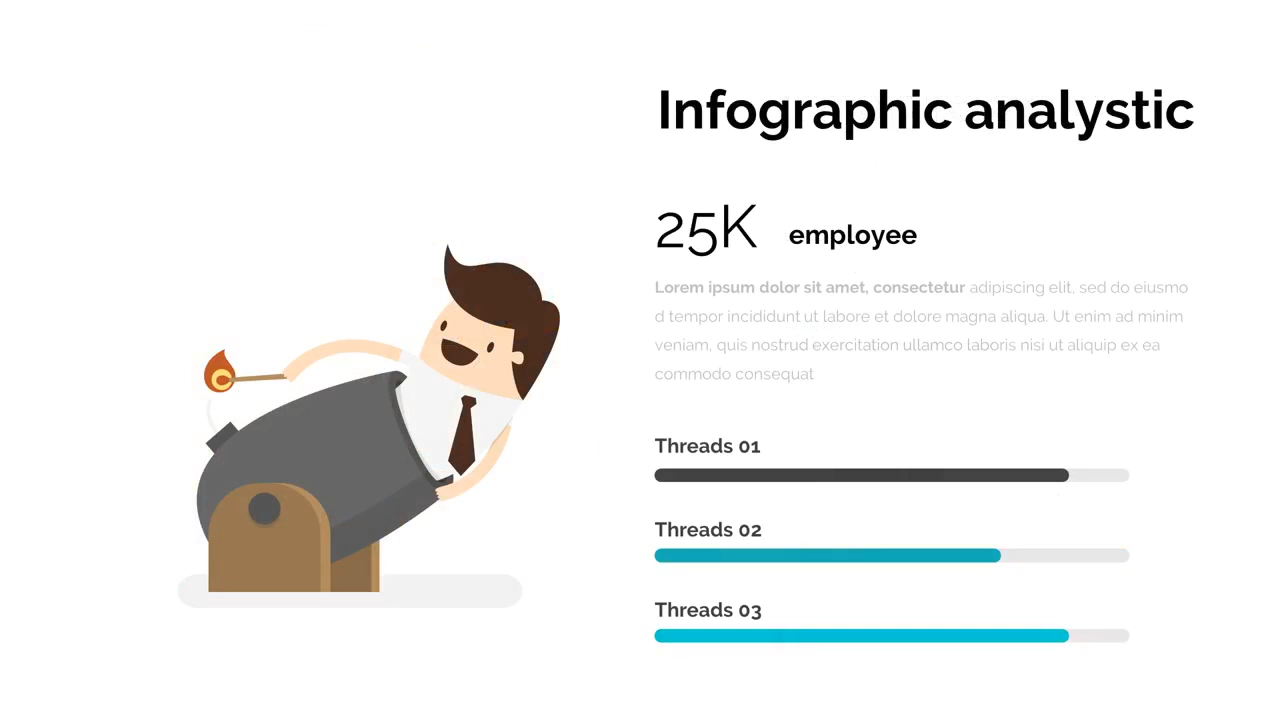 Infographic analystic
25K employee
Lorem ipsum dolor sit amet, consectetur adipiscing elit, sed do eiusmo
d tempor incididunt ut labore et dolore magna aliqua. Ut enim ad minim
veniam, quis nostrud exercitation ullamco laboris nisi ut aliquip ex ea
commodo consequat
Threads 01
Threads 02
Threads 03